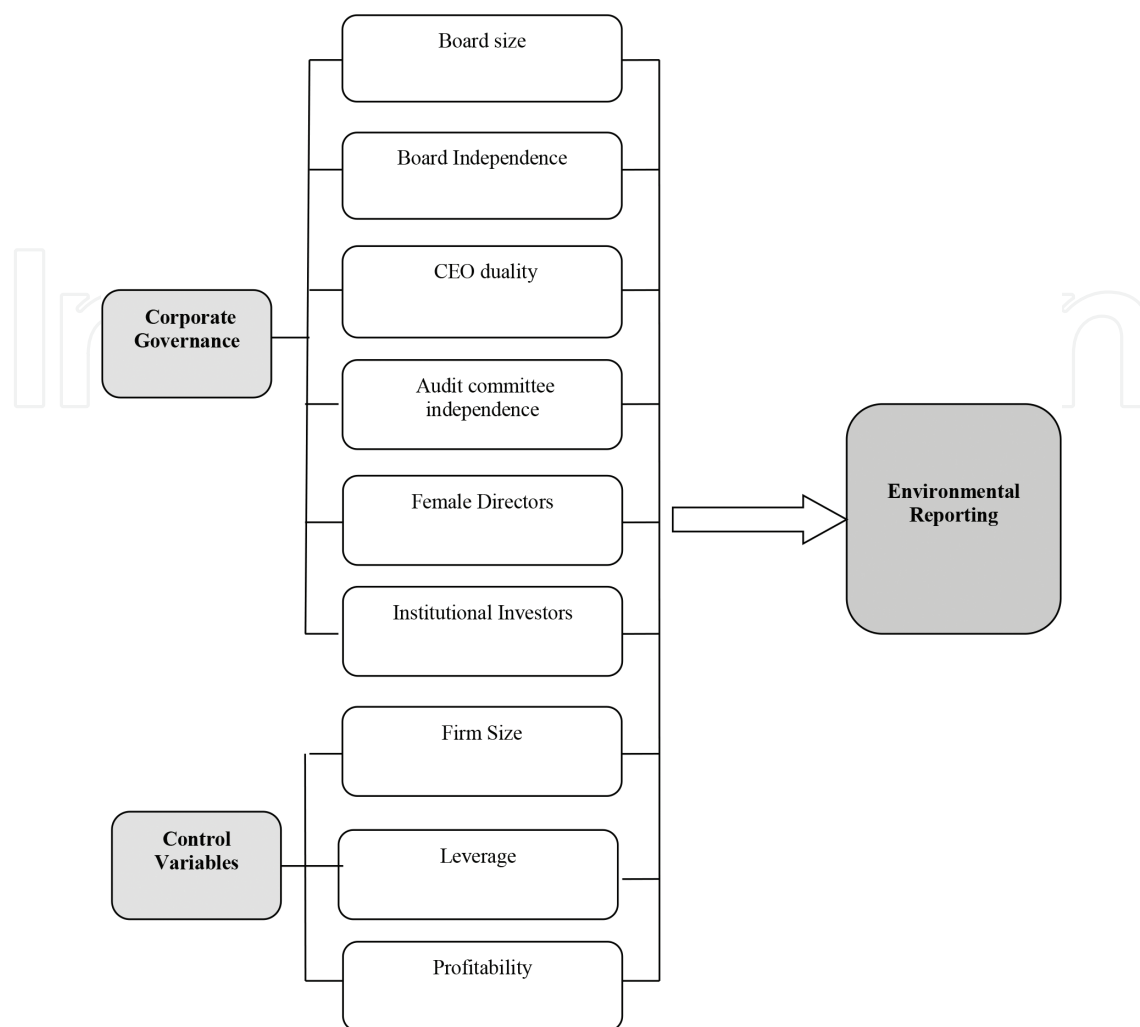 Board size
Board Independence
CEO duality
Corporate
Governance
Audit committee
independence
Female Directors
Environmental
Reporting
Institutional Investors
Firm Size
Control
Variables
Leverage
Profitability